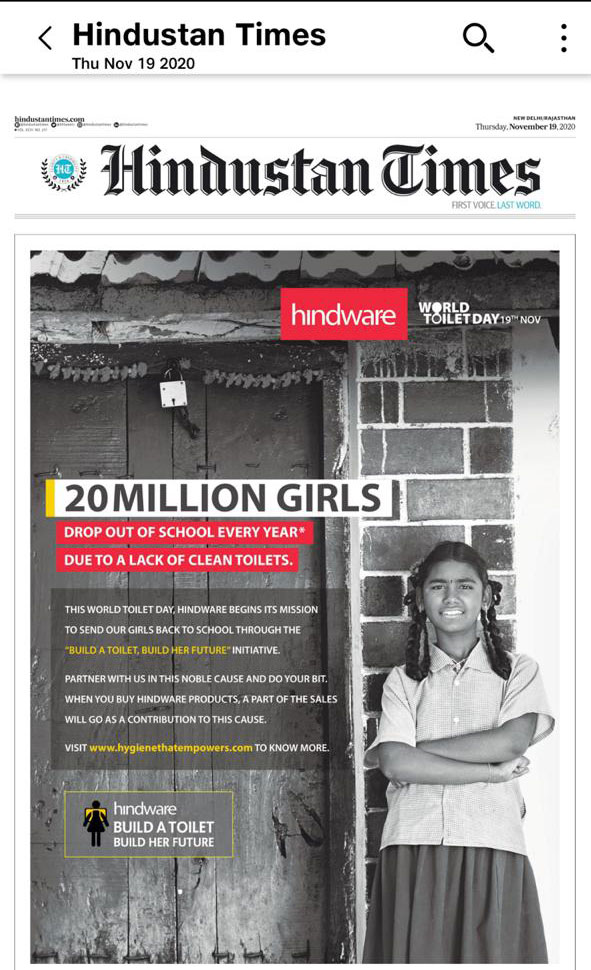 Hindustan Times
Thu Nov 19 2020
hindustantimes.com
NEW DELHI/RAJASTHAN
Thursday, November 19, 2020
HT
Hindustan Times
FIRST VOICE. LAST WORD.
hindware
WORLD
TOILET DAY 19TH NOV
20 MILLION GIRLS
DROP OUT OF SCHOOL EVERY YEAR*
DUE TO A LACK OF CLEAN TOILETS.
THIS WORLD TOILET DAY, HINDWARE BEGINS ITS MISSION
TO SEND OUR GIRLS BACK TO SCHOOL THROUGH THE
"BUILD A TOILET, BUILD HER FUTURE" INITIATIVE.
PARTNER WITH US IN THIS NOBLE CAUSE AND DO YOUR BIT.
WHEN YOU BUY HINDWARE PRODUCTS, A PART OF THE SALES
WILL GO AS A CONTRIBUTION TO THIS CAUSE.
VISIT www.hygienethatempowers.com TO KNOW MORE.
hindware
BUILD A TOILET
BUILD HER FUTURE